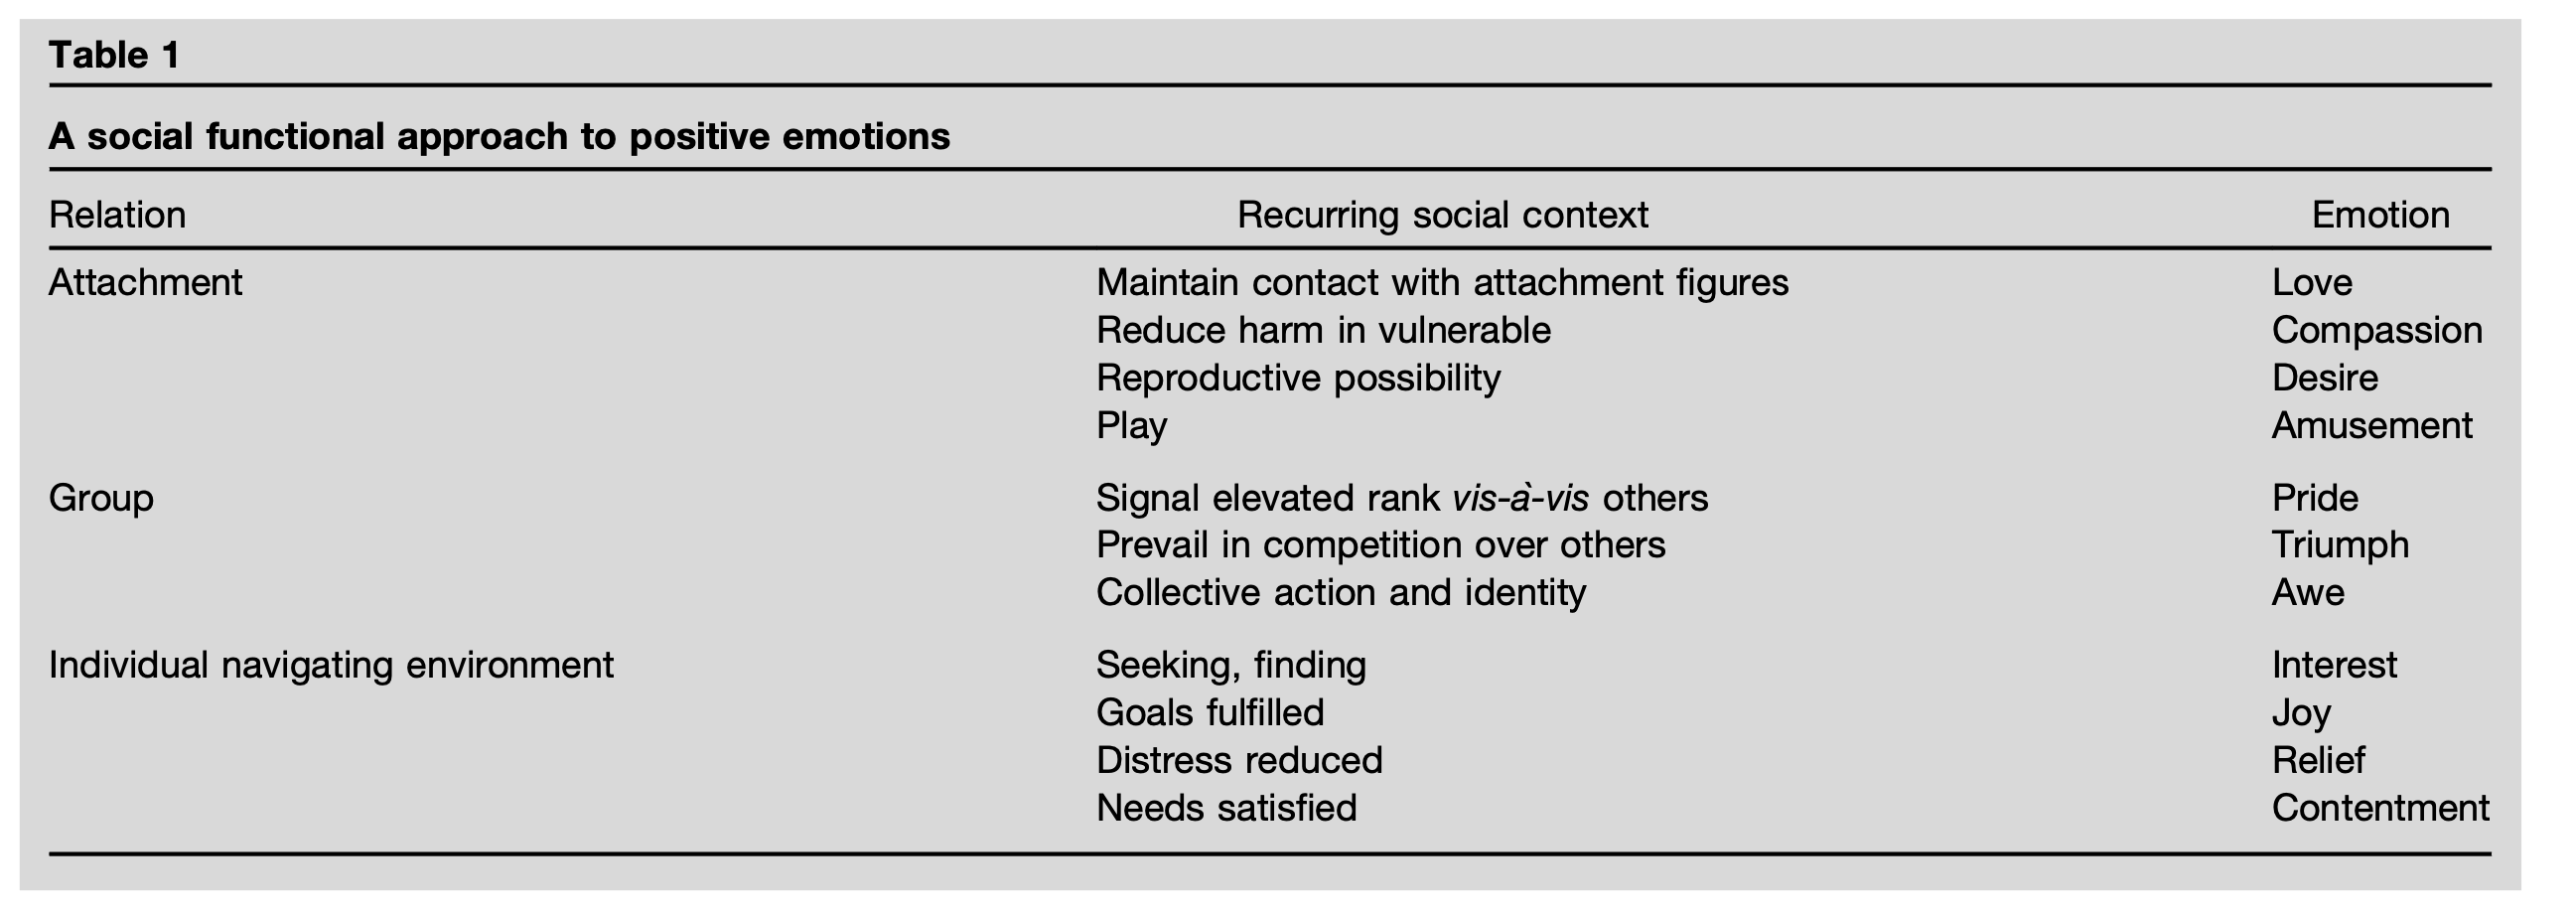 Table 1
A social functional approach to positive emotions
Relation Recurring social context Emotion
Attachment Maintain contact with attachment figures Love
Reduce harm in vulnerable Compassion
Reproductive possibility Desire
Play Amusement
Group Signal elevated rank vis-à-vis others Pride
Prevail in competition over others Triumph
Collective action and identity Awe
Individual navigating environment Seeking, finding Interest
Goals fulfilled Joy
Distress reduced Relief
Needs satisfied Contentment